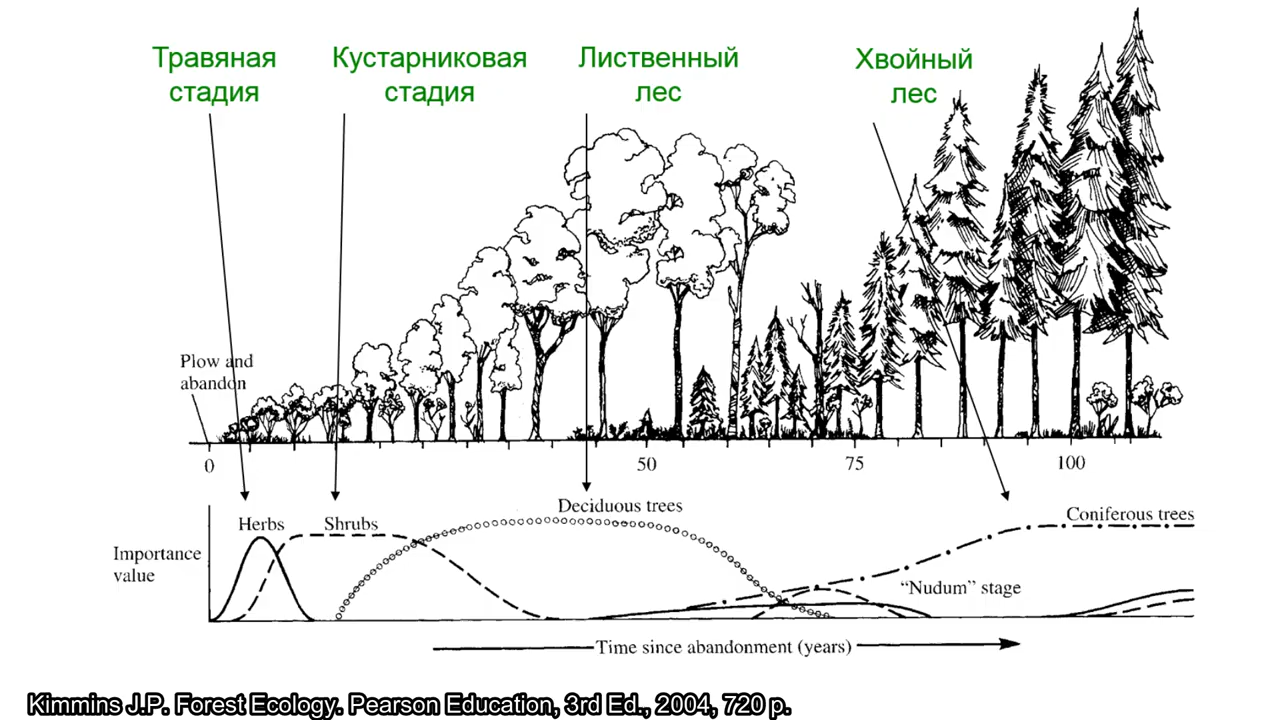 Травяная
стадия
Кустарниковая
стадия
Лиственный
лес
Хвойный
лес
Plow and
abandon
0
50
75
100
Deciduous trees
Herbs
Shrubs
Coniferous trees
Importance
value
“Nudum” stage
Time since abandonment (years)
Kimmins J.P. Forest Ecology. Pearson Education, 3rd Ed., 2004, 720 p.